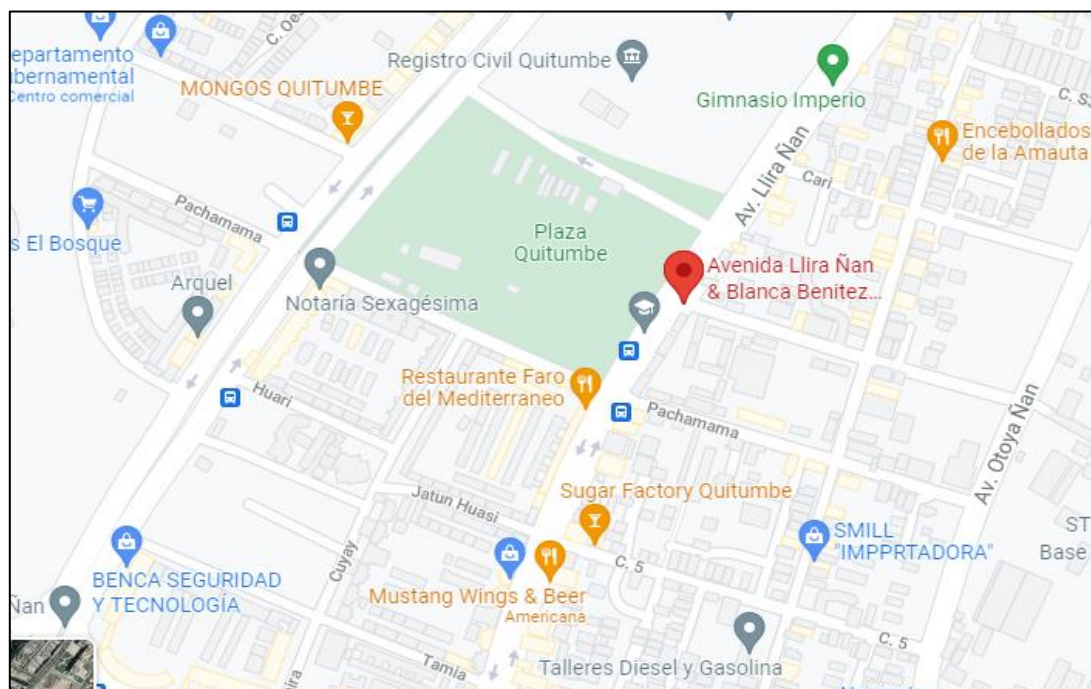 C. Oes
epartamento
ubernamental
Centro comercial
MONGOS QUITUMBE
Registro Civil Quitumbe
Gimnasio Imperio
Encebollados
de la Amauta
Av. Llira Ñan
Cari
Pachamama
s El Bosque
Plaza
Quitumbe
Avenida Llira Ñan
& Blanca Benitez...
Arquel
Notaría Sexagésima
Restaurante Faro
del Mediterraneo
Huari
Pachamama
Av. Otoya Ñan
Jatun Huasi
Sugar Factory Quitumbe
SMILL
"IMPPRTADORA"
ST
Base
C. 5
BENCA SEGURIDAD
Y TECNOLOGÍA
Cuyay
Mustang Wings & Beer
Americana
Ñan
C. 5
Tamia
Talleres Diesel y Gasolina